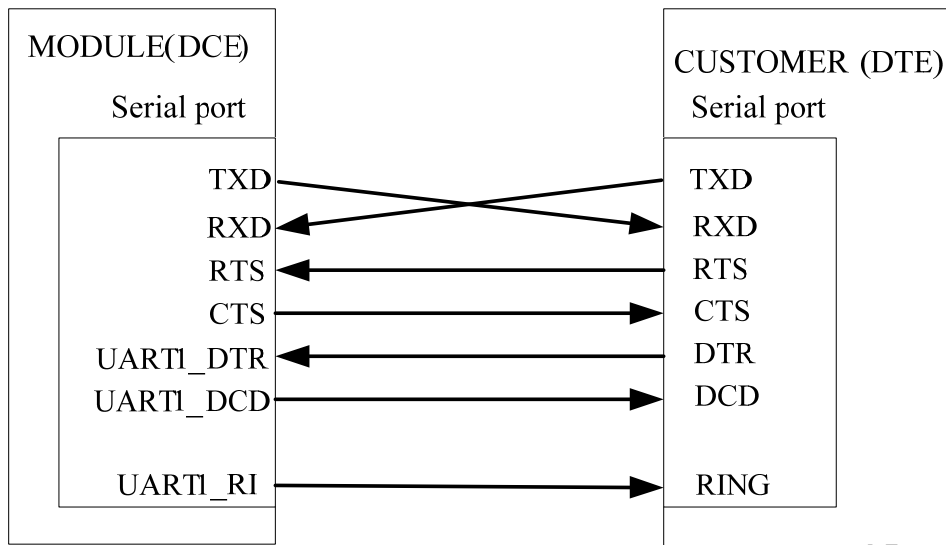 MODULE(DCE)
Serial port
TXD
RXD
RTS
CTS
UART1_DTR
UART1_DCD
UART1_RI
CUSTOMER (DTE)
Serial port
TXD
RXD
RTS
CTS
DTR
DCD
RING